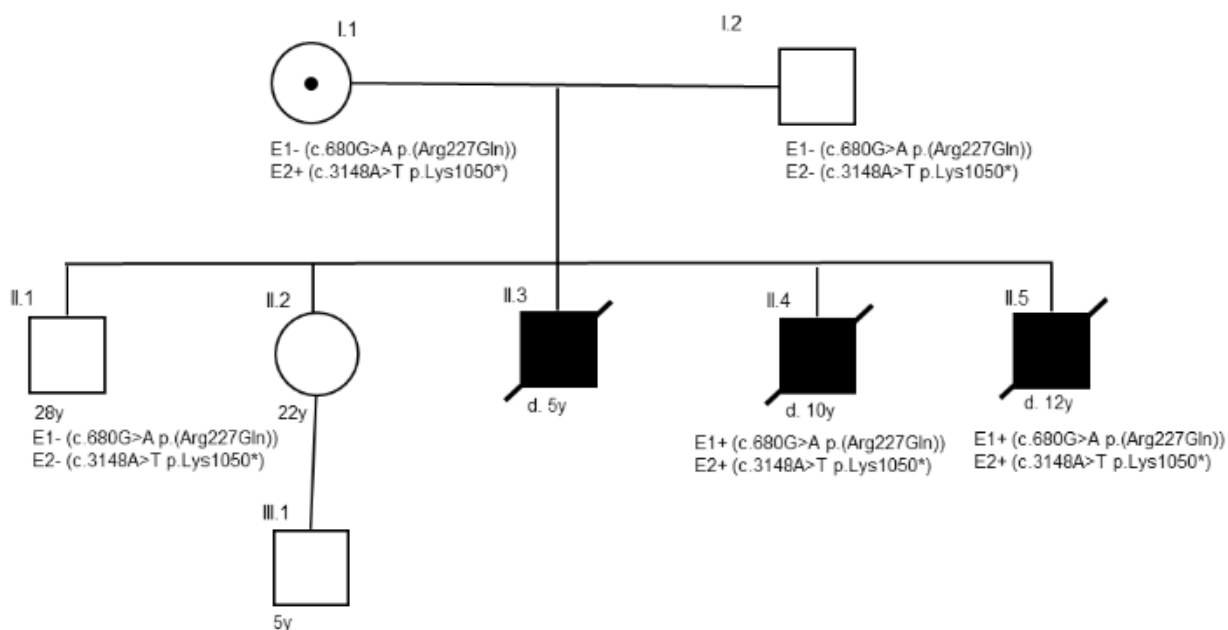 I.1
I.2
E1- (c.680G>A p.(Arg227Gln))
E2+ (c.3148A>T p.Lys1050*)
E1- (c.680G>A p.(Arg227Gln))
E2- (c.3148A>T p.Lys1050*)
II.1
II.2
II.3
II.4
II.5
28y
E1- (c.680G>A p.(Arg227Gln))
E2- (c.3148A>T p.Lys1050*)
22y
d. 5y
d. 10y
E1+ (c.680G>A p.(Arg227Gln))
E2+ (c.3148A>T p.Lys1050*)
d. 12y
E1+ (c.680G>A p.(Arg227Gln))
E2+ (c.3148A>T p.Lys1050*)
III.1
5y